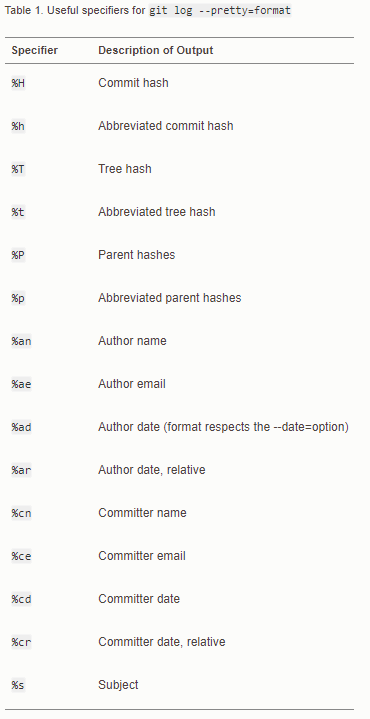 Table 1. Useful specifiers for git log --pretty=format
Specifier Description of Output
%H Commit hash
%h Abbreviated commit hash
%T Tree hash
%t Abbreviated tree hash
%P Parent hashes
%p Abbreviated parent hashes
%an Author name
%ae Author email
%ad Author date (format respects the --date=option)
%ar Author date, relative
%cn Committer name
%ce Committer email
%cd Committer date
%cr Committer date, relative
%s Subject